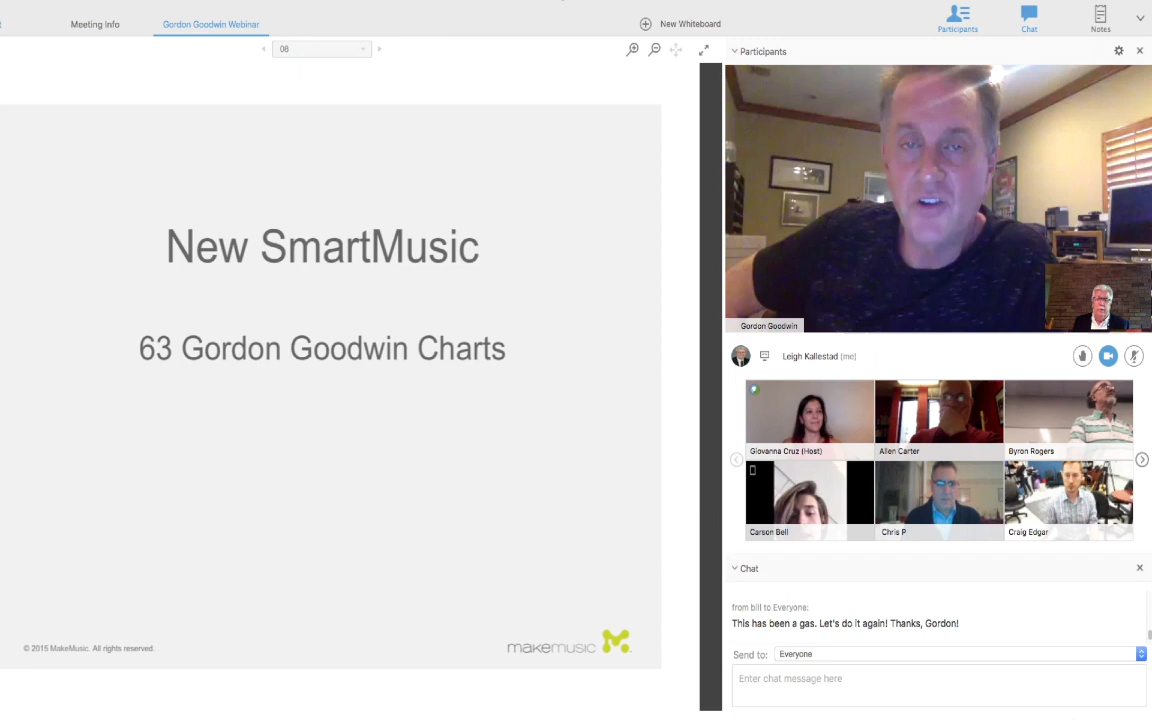 Meeting Info
Gordon Goodwin Webinar
New Whiteboard
Participants
Chat
Notes
08
Participants
New SmartMusic
63 Gordon Goodwin Charts
© 2015 MakeMusic. All rights reserved.
makemusic
Gordon Goodwin
Leigh Kallestad (me)
Giovanna Cruz (Host)
Allen Carter
Byron Rogers
Carson Bell
Chris P
Craig Edgar
Chat
from bill to Everyone:
This has been a gas. Let's do it again! Thanks, Gordon!
Send to:
Everyone
Enter chat message here